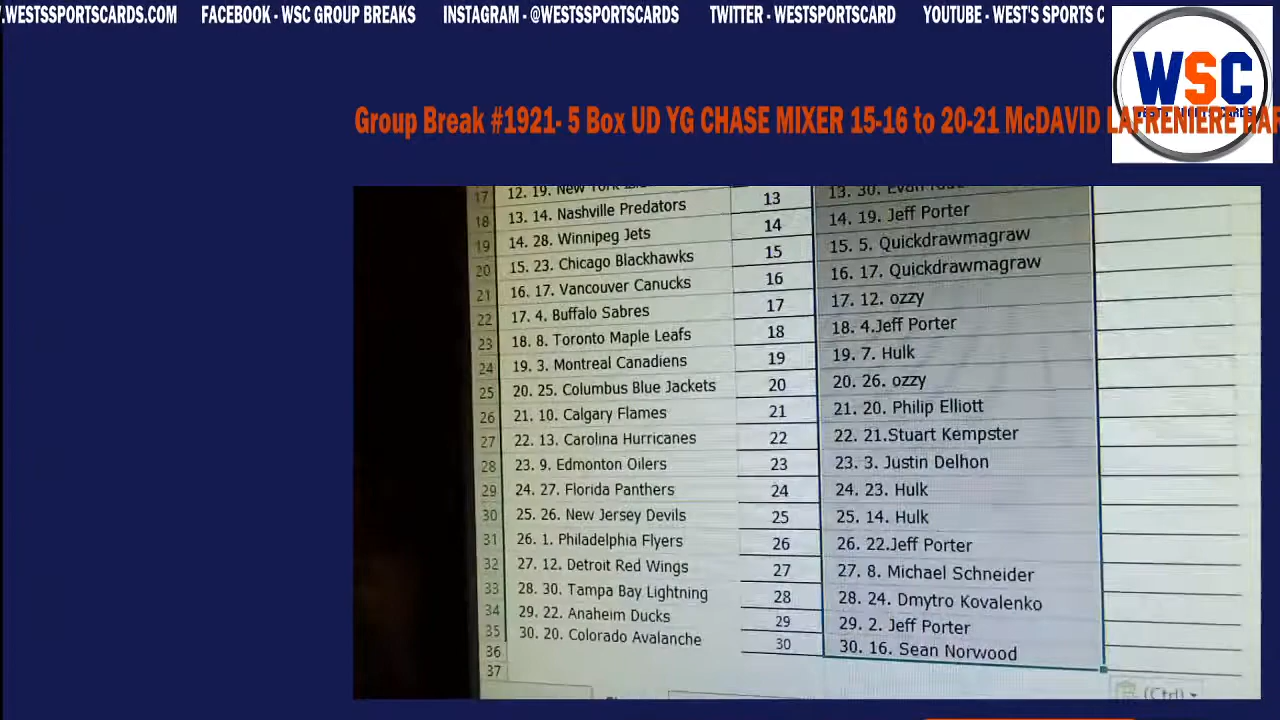 .WESTSSPORTSCARDS.COM FACEBOOK - WSC GROUP BREAKS INSTAGRAM - @WESTSSPORTSCARDS TWITTER - WESTSPORTSCARD YOUTUBE - WEST'S SPORTS C
WSC
Group Break #1921- 5 Box UD YG CHASE MIXER 15-16 to 20-21 McDAVID LAFRENIERE HAR
17 12. 19. New York 13 13. 30.
18 13. 14. Nashville Predators 14 14. 19. Jeff Porter
19 14. 28. Winnipeg Jets 15 15. 5. Quickdrawmagraw
20 15. 23. Chicago Blackhawks 16 16. 17. Quickdrawmagraw
21 16. 17. Vancouver Canucks 17 17. 12. ozzy
22 17. 4. Buffalo Sabres 18 18. 4.Jeff Porter
23 18. 8. Toronto Maple Leafs 19 19. 7. Hulk
24 19. 3. Montreal Canadiens 20 20. 26. ozzy
25 20. 25. Columbus Blue Jackets 21 21. 20. Philip Elliott
26 21. 10. Calgary Flames 22 22. 21.Stuart Kempster
27 22. 13. Carolina Hurricanes 23 23. 3. Justin Delhon
28 23. 9. Edmonton Oilers 24 24. 23. Hulk
29 24. 27. Florida Panthers 25 25. 14. Hulk
30 25. 26. New Jersey Devils 26 26. 22.Jeff Porter
31 26. 1. Philadelphia Flyers 27 27. 8. Michael Schneider
32 27. 12. Detroit Red Wings 28 28. 24. Dmytro Kovalenko
33 28. 30. Tampa Bay Lightning 29 29. 2. Jeff Porter
34 29. 22. Anaheim Ducks 30 30. 16. Sean Norwood
35 30. 20. Colorado Avalanche
36
37
(Ctrl)